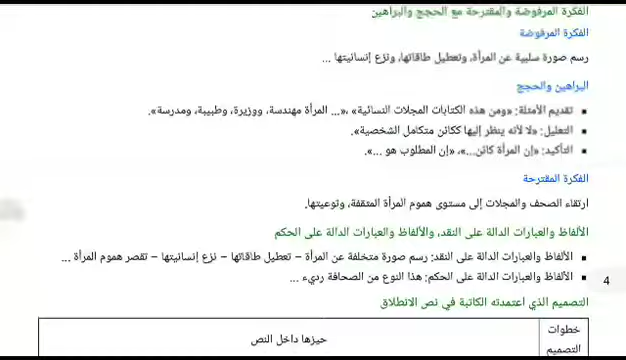 الفكرة المرفوضة والمقترحة مع الحجج والبراهين
الفكرة المرفوضة
رسم صورة سلبية عن المرأة، وتعطيل طاقاتها، ونزع إنسانيتها ...
البراهين والحجج
▪ تقديم الأمثلة: «ومن هذه الكتابات المجلات النسائية»، «... المرأة مهندسة، ووزيرة، وطبيبة، ومدرسة».
▪ التعليل: «لا لأنه ينظر إليها ككائن متكامل الشخصية».
▪ التأكيد: «إن المرأة كائن...»، «إن المطلوب هو ...».
الفكرة المقترحة
ارتقاء الصحف والمجلات إلى مستوى هموم المرأة المثقفة، وتوعيتها.
الألفاظ والعبارات الدالة على النقد، والألفاظ والعبارات الدالة على الحكم
▪ الألفاظ والعبارات الدالة على النقد: رسم صورة متخلفة عن المرأة – تعطيل طاقاتها – نزع إنسانيتها – تقصر هموم المرأة ...
▪ الألفاظ والعبارات الدالة على الحكم: هذا النوع من الصحافة رديء ...
4
التصميم الذي اعتمدته الكاتبة في نص الانطلاق
خطوات التصميم
حيزها داخل النص